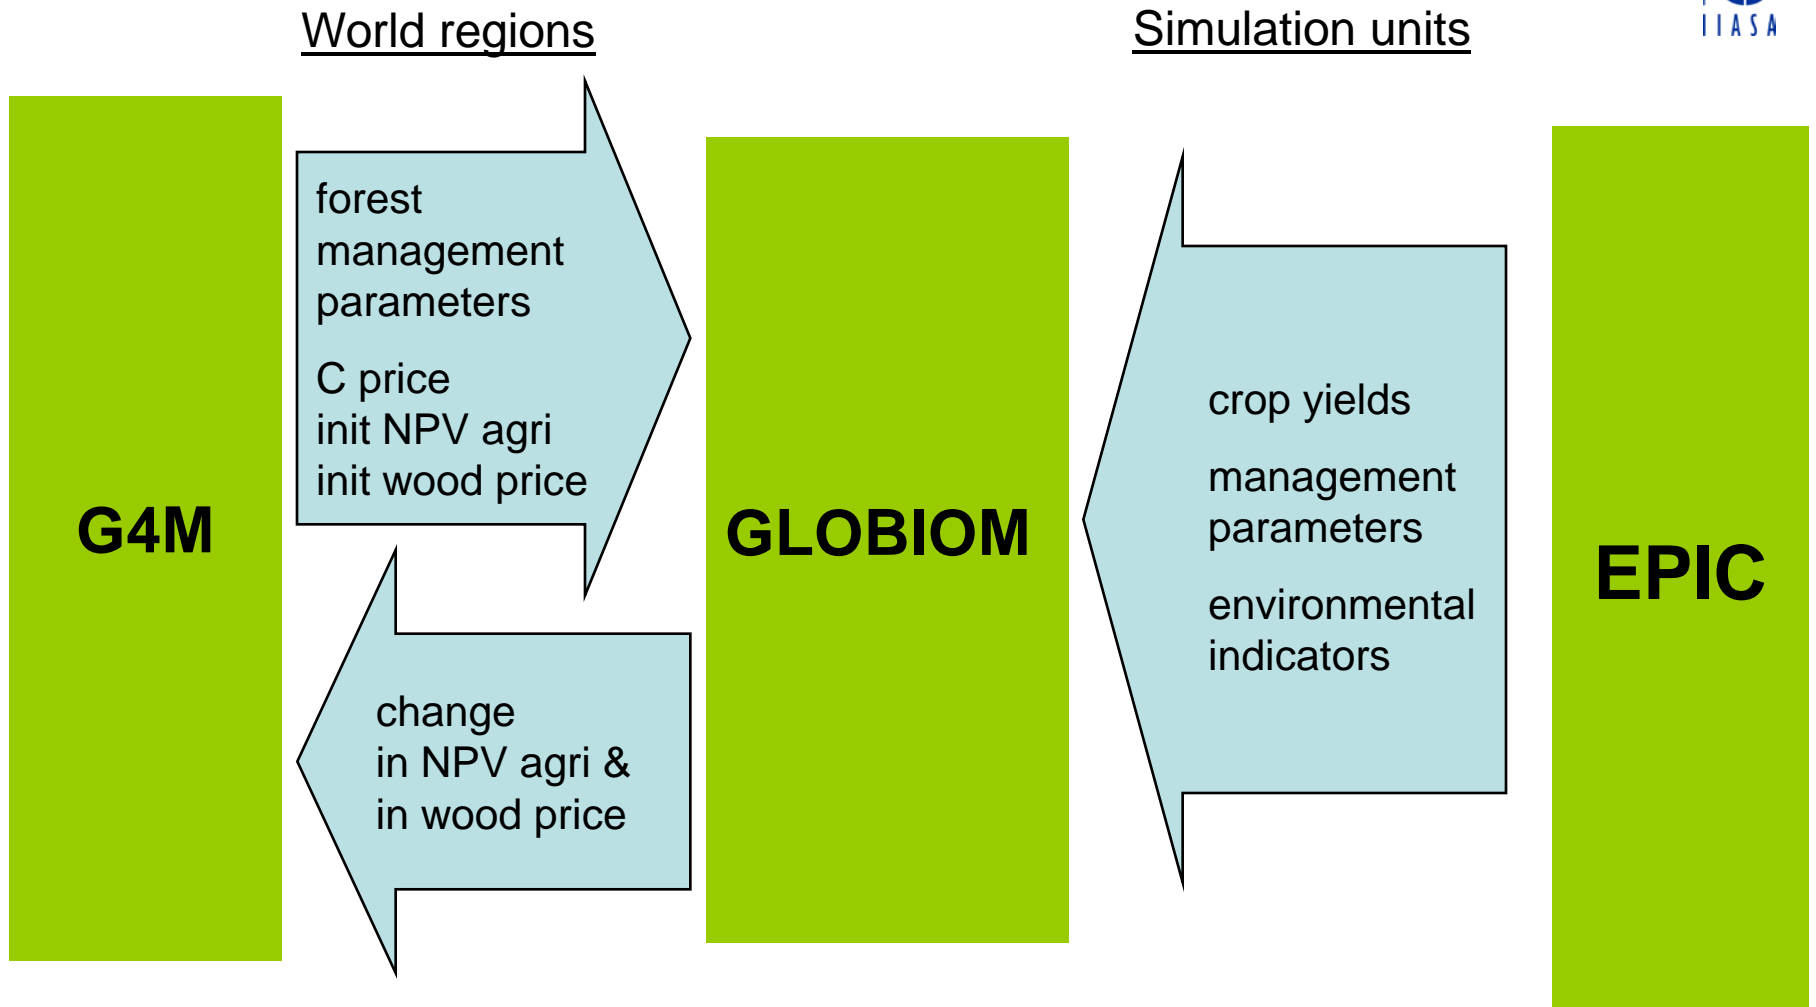 World regions
Simulation units
IIASA
forest
management
parameters
C price
init NPV agri
init wood price
G4M
change
in NPV agri &
in wood price
GLOBIOM
crop yields
management
parameters
environmental
indicators
EPIC